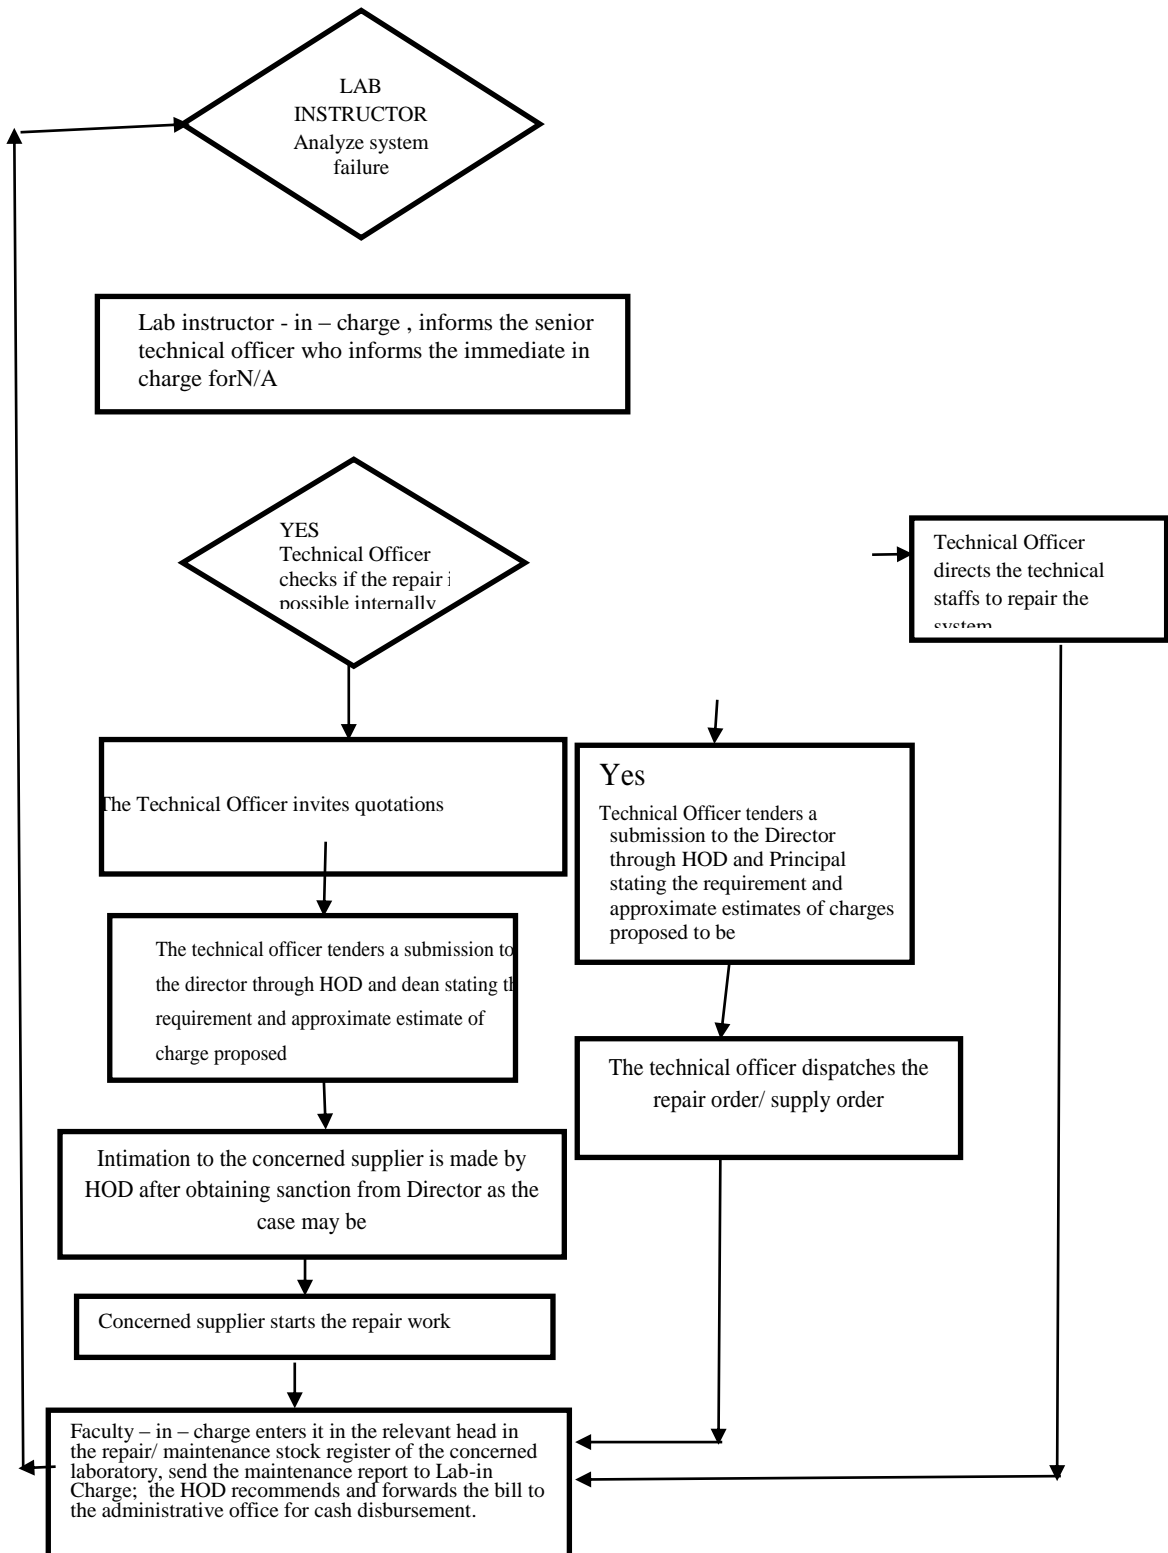 LAB
INSTRUCTOR
Analyze system
failure
Lab instructor - in – charge , informs the senior
technical officer who informs the immediate in
charge forN/A
YES
Technical Officer
checks if the repair i
possible internally
Technical Officer
directs the technical
staffs to repair the
system
The Technical Officer invites quotations
Yes
Technical Officer tenders a
submission to the Director
through HOD and Principal
stating the requirement and
approximate estimates of charges
proposed to be
The technical officer tenders a submission to
the director through HOD and dean stating th
requirement and approximate estimate of
charge proposed
The technical officer dispatches the
repair order/ supply order
Intimation to the concerned supplier is made by
HOD after obtaining sanction from Director as the
case may be
Concerned supplier starts the repair work
Faculty – in – charge enters it in the relevant head in
the repair/ maintenance stock register of the concerned
laboratory, send the maintenance report to Lab-in
Charge;  the HOD recommends and forwards the bill to
the administrative office for cash disbursement.